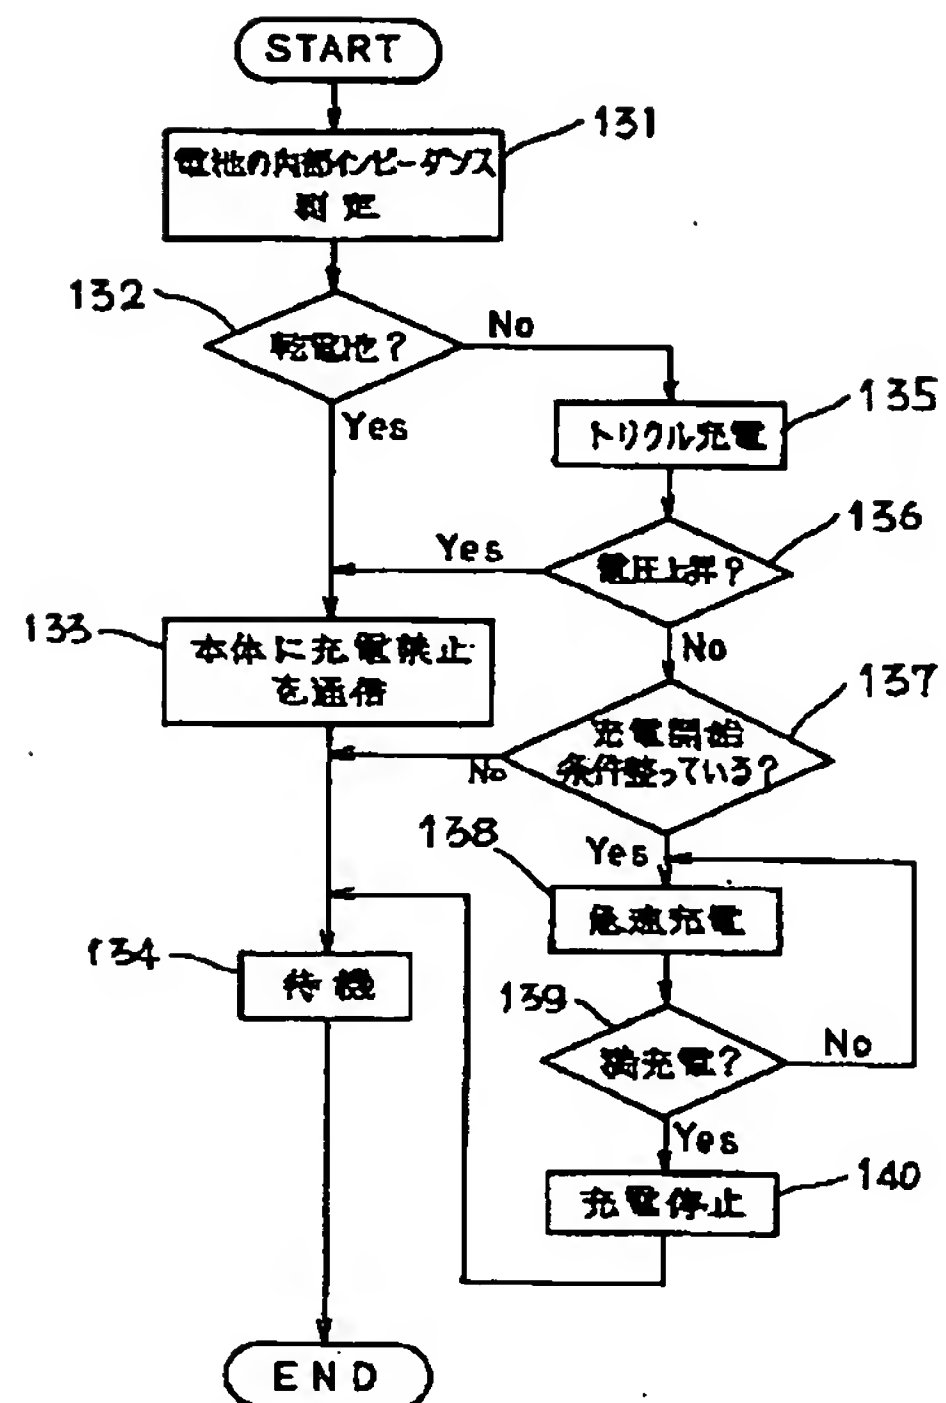 START
131
電池の内部インピーダンス
測定
132
乾電池?
No
Yes
135
トリクル充電
136
電圧上昇?
Yes
No
133
本体に充電禁止
を通信
137
充電開始
条件整っている?
No
Yes
138
急速充電
134
待機
139
満充電?
No
Yes
140
充電停止
END